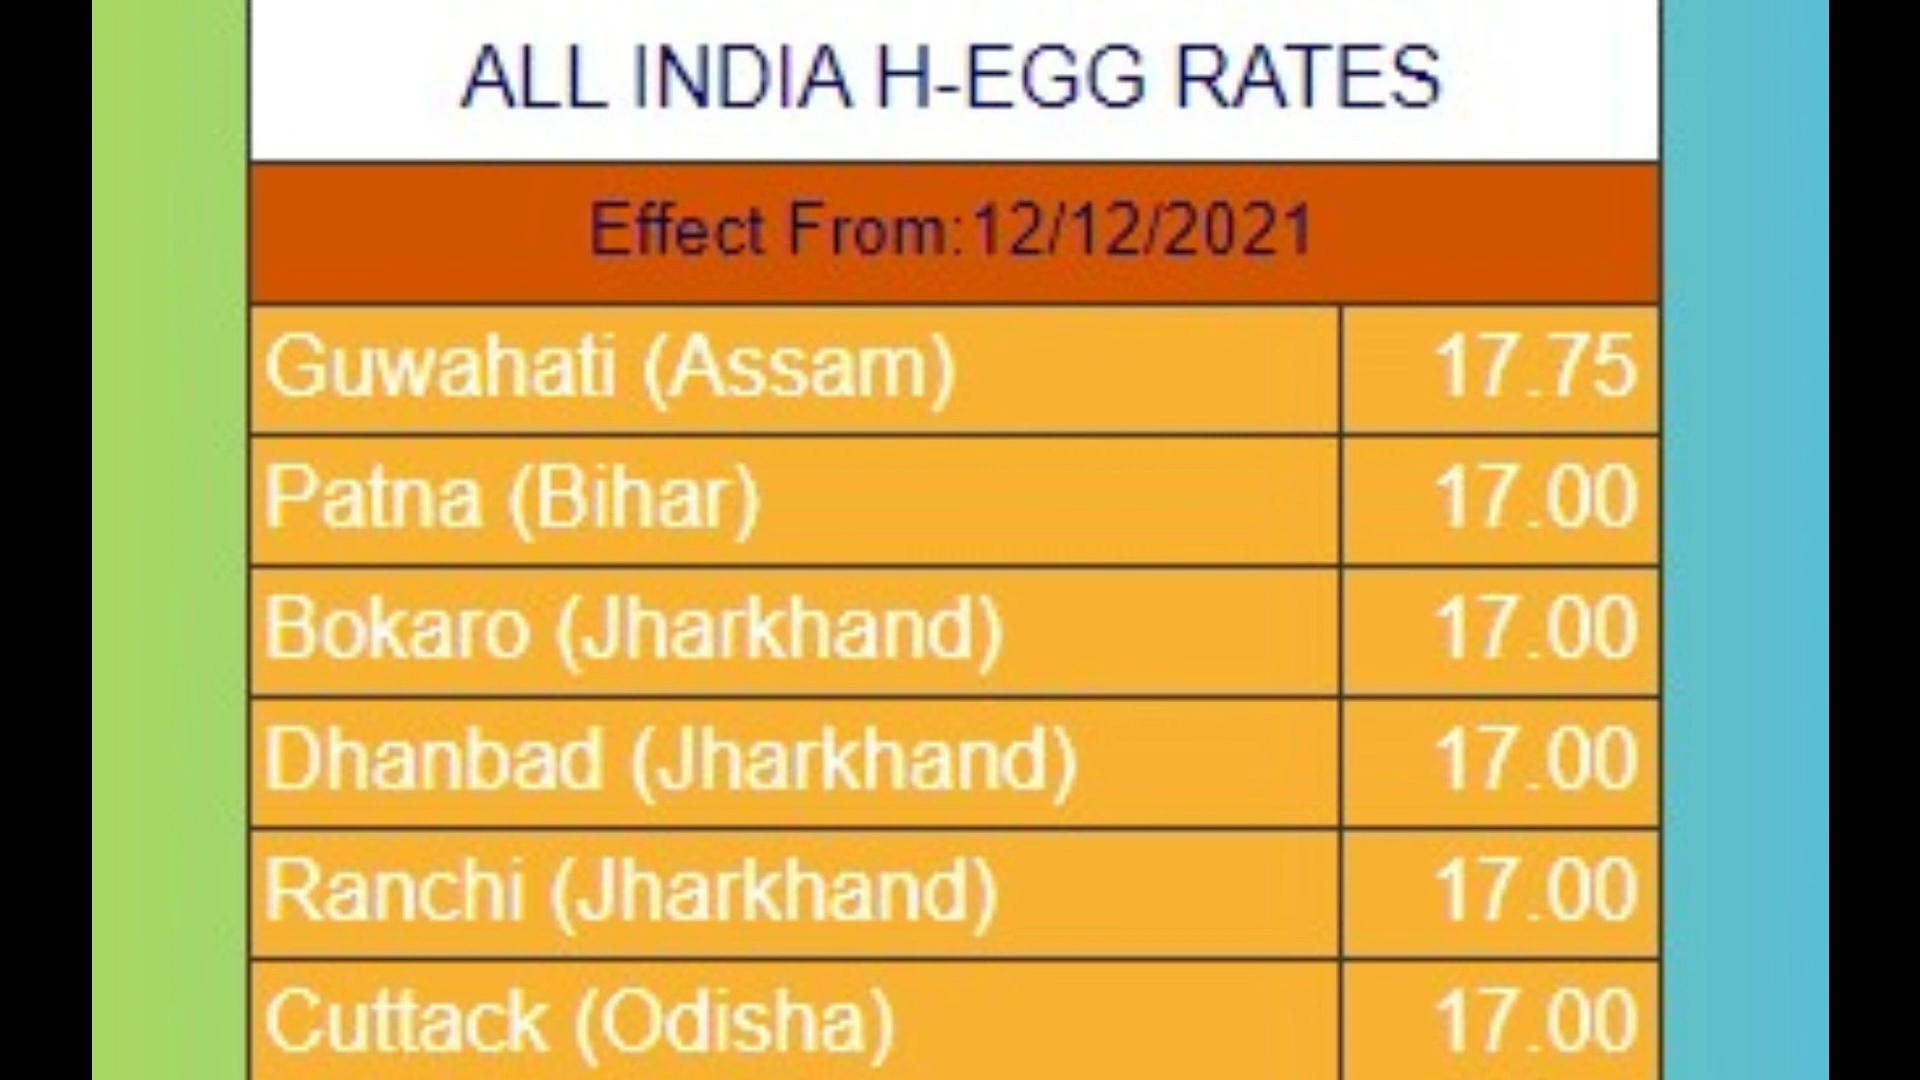 ALL INDIA H-EGG RATES
Effect From:12/12/2021
Guwahati (Assam) 17.75
Patna (Bihar) 17.00
Bokaro (Jharkhand) 17.00
Dhanbad (Jharkhand) 17.00
Ranchi (Jharkhand) 17.00
Cuttack (Odisha) 17.00